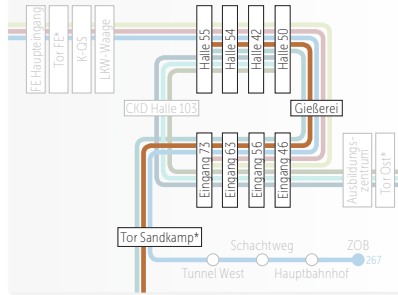 FE Haupteingang
Tor FE*
K-QS
LKW-Waage
Halle 55
Halle 54
Halle 42
Halle 50
CKD Halle 103
Gießerei
Eingang 73
Eingang 63
Eingang 56
Eingang 46
Ausbildungs-
zentrum
Tor Ost*
Tor Sandkamp*
Schachtweg
ZOB
267
Tunnel West
Hauptbahnhof